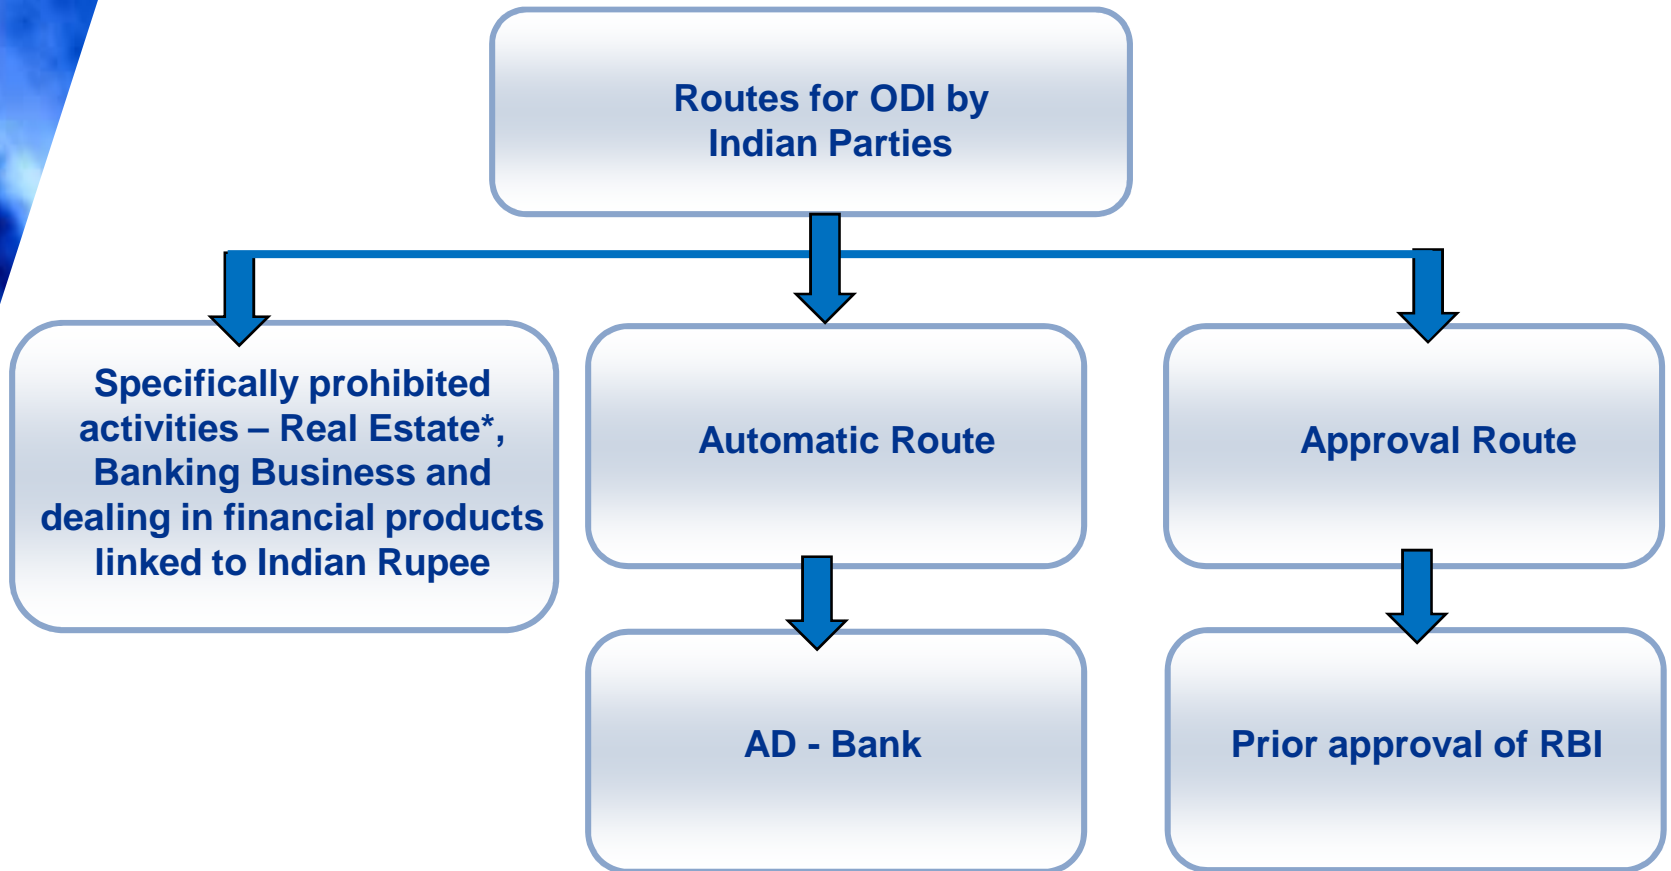 Routes for ODI by
Indian Parties
Specifically prohibited
activities – Real Estate*,
Banking Business and
dealing in financial products
linked to Indian Rupee
Automatic Route
Approval Route
AD - Bank
Prior approval of RBI